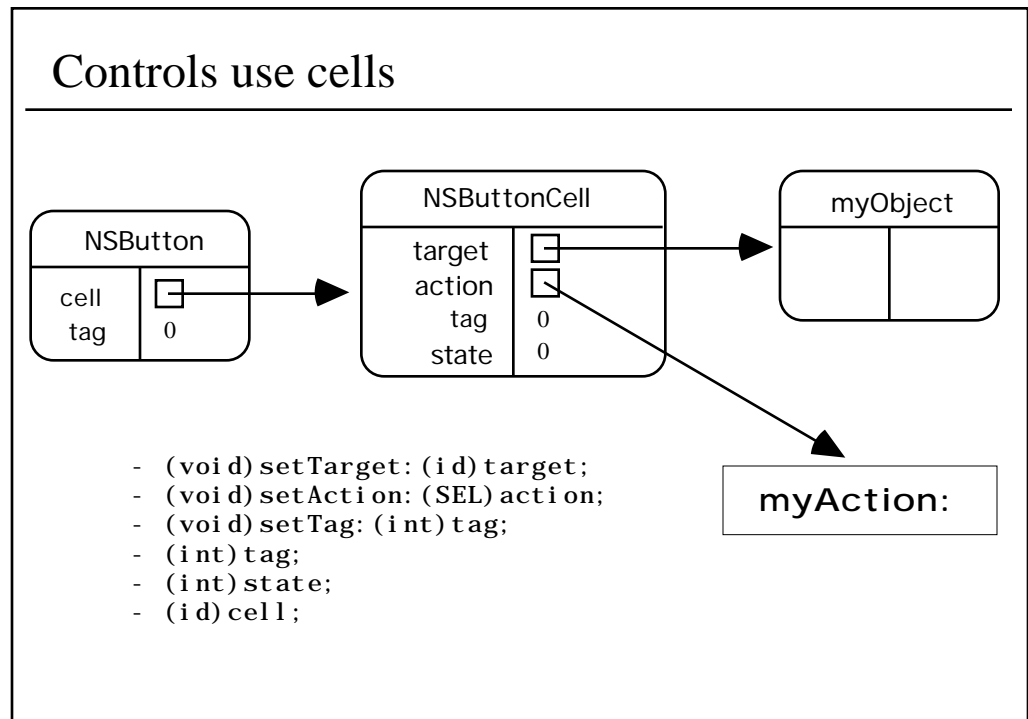 Controls use cells
NSButton
cell
tag 0
NSButtonCell
target
action
tag 0
state 0
myObject
myAction:
- (void)setTarget:(id)target;
- (void)setAction:(SEL)action;
- (void)setTag:(int)tag;
- (int)tag;
- (int)state;
- (id)cell;